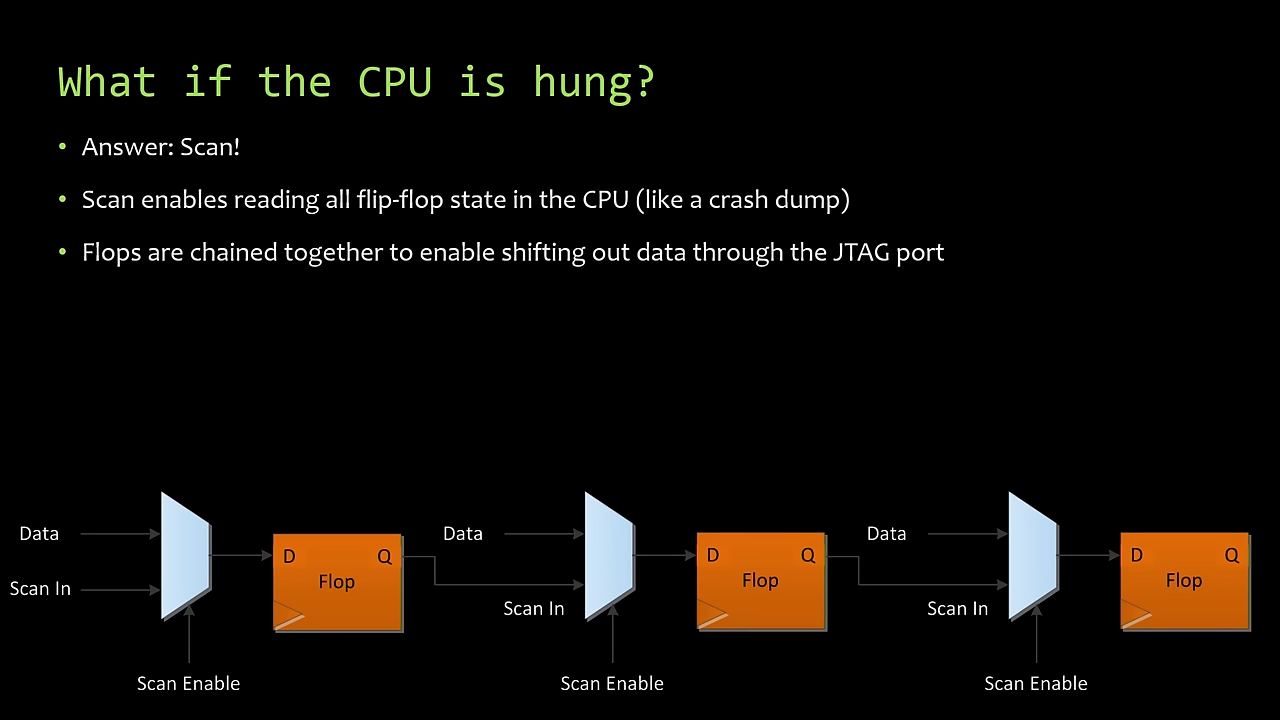 What if the CPU is hung?
• Answer: Scan!
• Scan enables reading all flip-flop state in the CPU (like a crash dump)
• Flops are chained together to enable shifting out data through the JTAG port
Data
Scan In
Scan Enable
D
Q
Flop
Data
Scan In
Scan Enable
D
Q
Flop
Data
Scan In
Scan Enable
D
Q
Flop